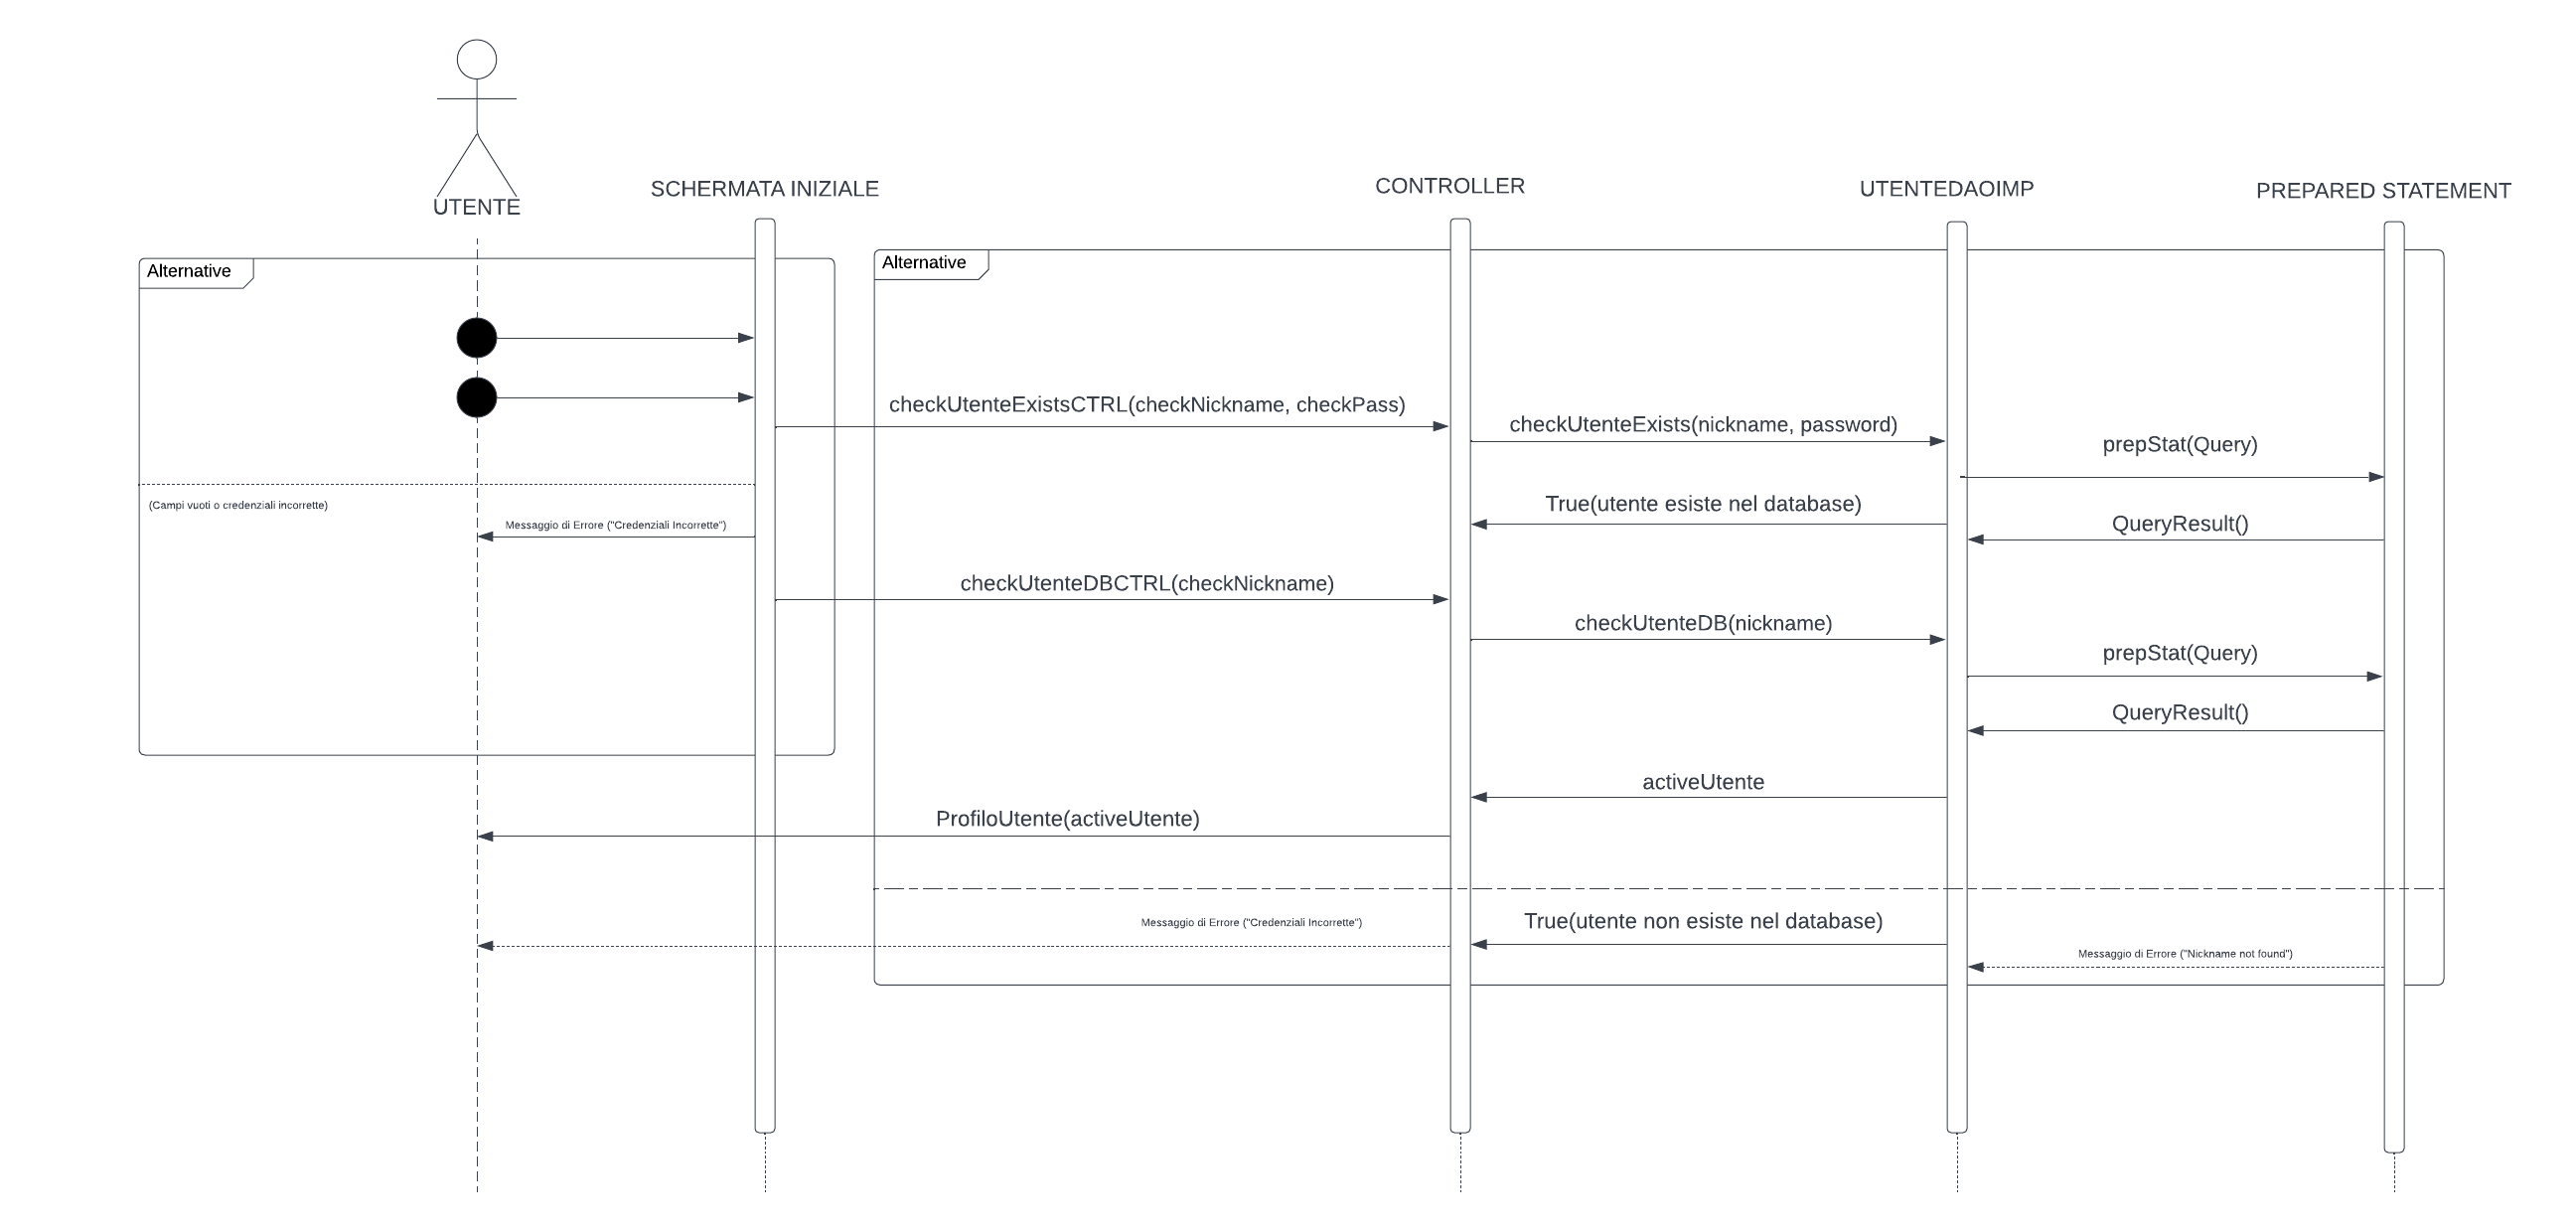 UTENTE
SCHERMATA INIZIALE
CONTROLLER
UTENTEDAOIMP
PREPARED STATEMENT
Alternative
Alternative
checkUtenteExistsCTRL(checkNickname, checkPass)
checkUtenteExists(nickname, password)
prepStat(Query)
(Campi vuoti o credenziali incorrette)
Messaggio di Errore ("Credenziali Incorrette")
True(utente esiste nel database)
QueryResult()
checkUtenteDBCTRL(checkNickname)
checkUtenteDB(nickname)
prepStat(Query)
QueryResult()
activeUtente
ProfiloUtente(activeUtente)
Messaggio di Errore ("Credenziali Incorrette")
True(utente non esiste nel database)
Messaggio di Errore ("Nickname not found")